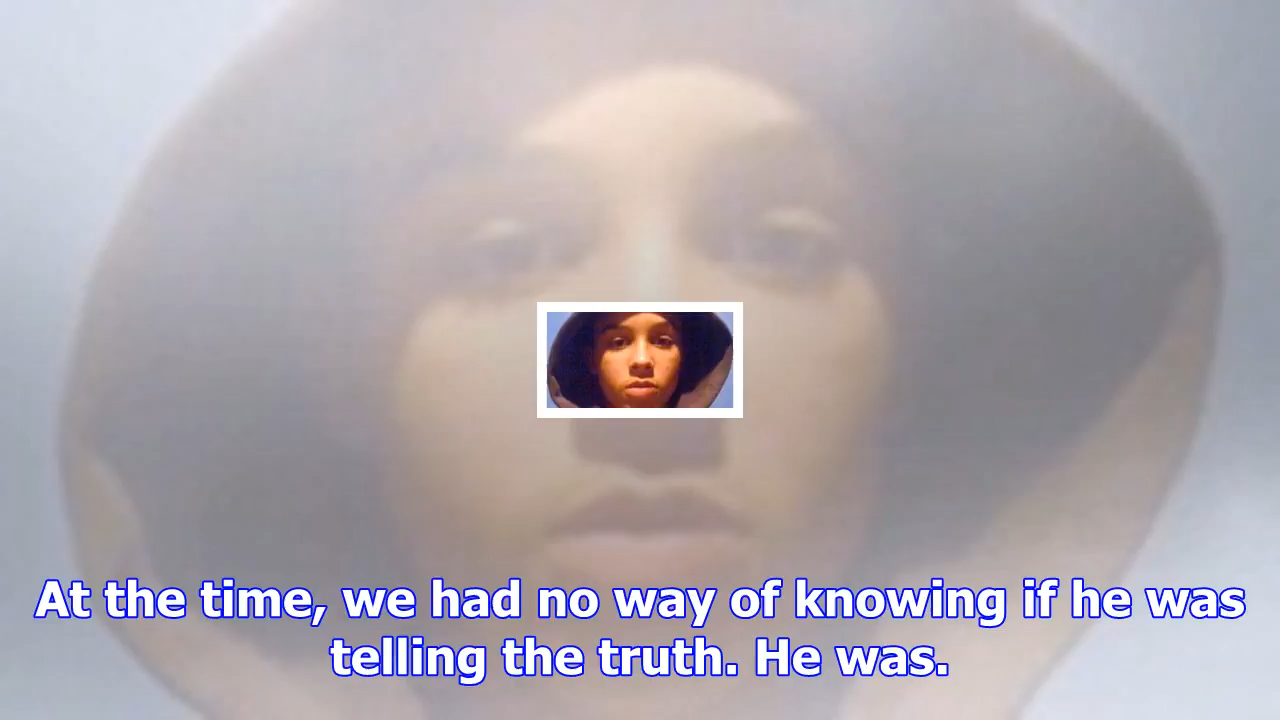 At the time, we had no way of knowing if he was
telling the truth. He was.